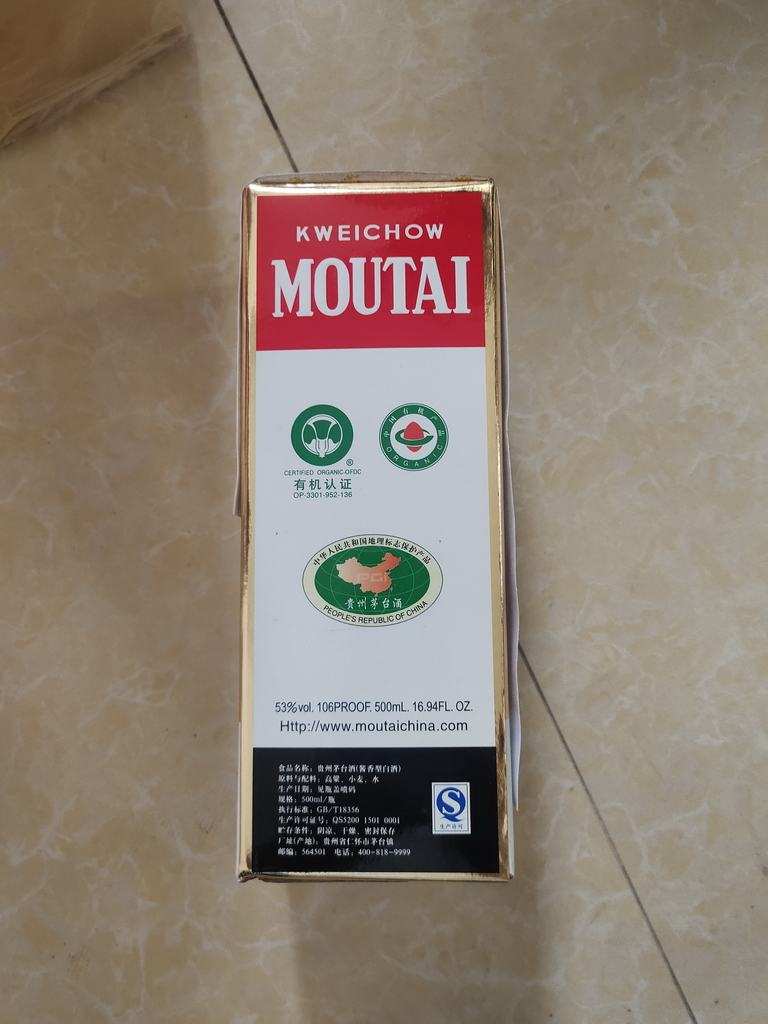 KWEICHOW
MOUTAI
CERTIFIED ORGANIC-OFDC
有机认证
OP-3301-952-136
中国有机产品
ORGANIC
中华人民共和国地理标志保护产品
PGI
贵州茅台酒
PEOPLE'S REPUBLIC OF CHINA
53%vol. 106PROOF. 500mL. 16.94FL. OZ.
Http://www.moutaichina.com
食品名称：贵州茅台酒(酱香型白酒)
原料与配料：高粱、小麦、水
生产日期：见瓶盖喷码
规格：500ml/瓶
执行标准：GB/T18356
生产许可证号：QS5200 1501 0001
贮存条件：阴凉、干燥、密封保存
厂址(产地)：贵州省仁怀市茅台镇
邮编：564501 电话：400-818-9999
S
生产许可